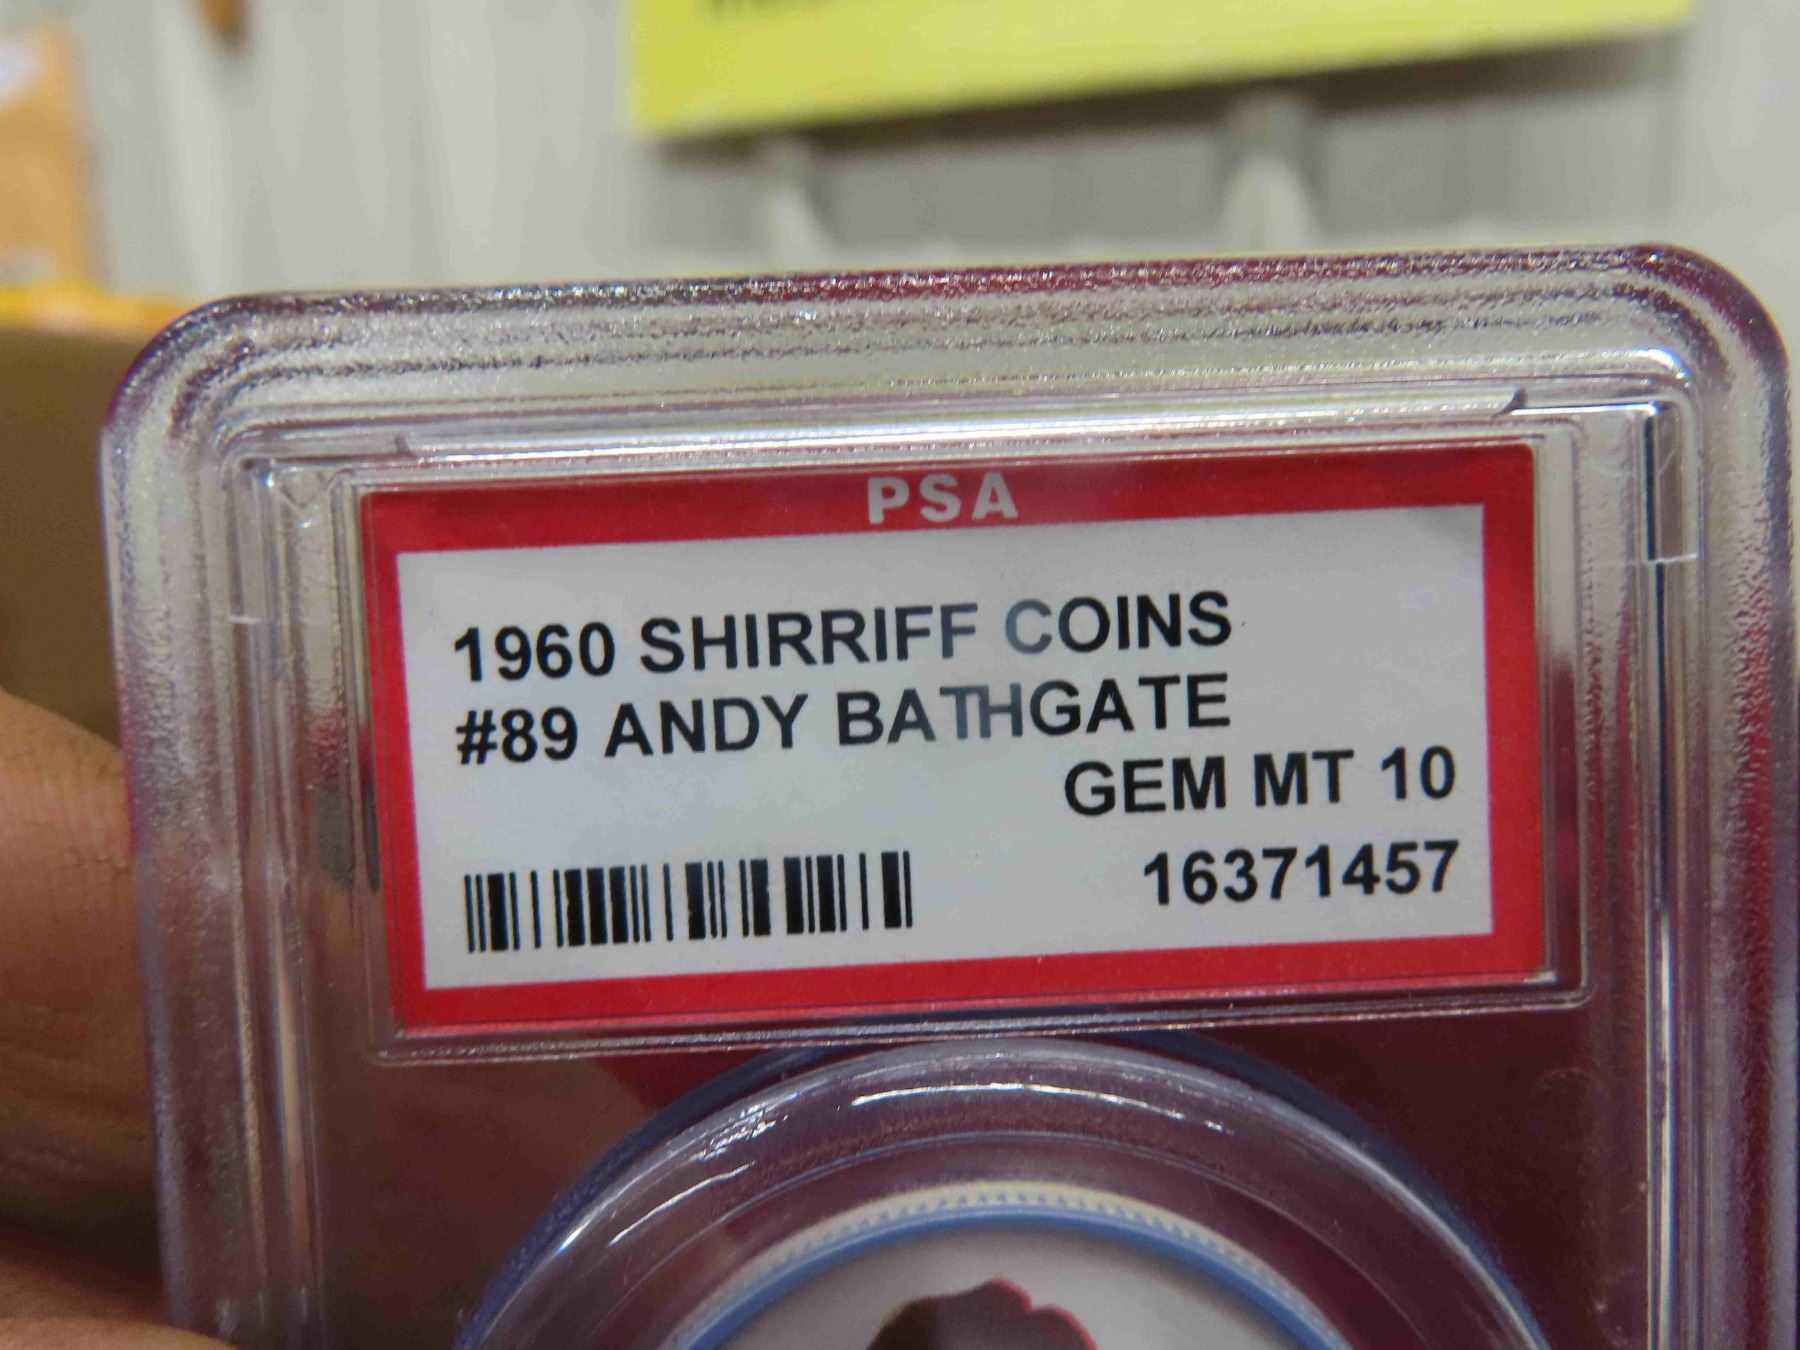 PSA
1960 SHIRRIFF COINS
#89 ANDY BATHGATE
GEM MT 10
16371457